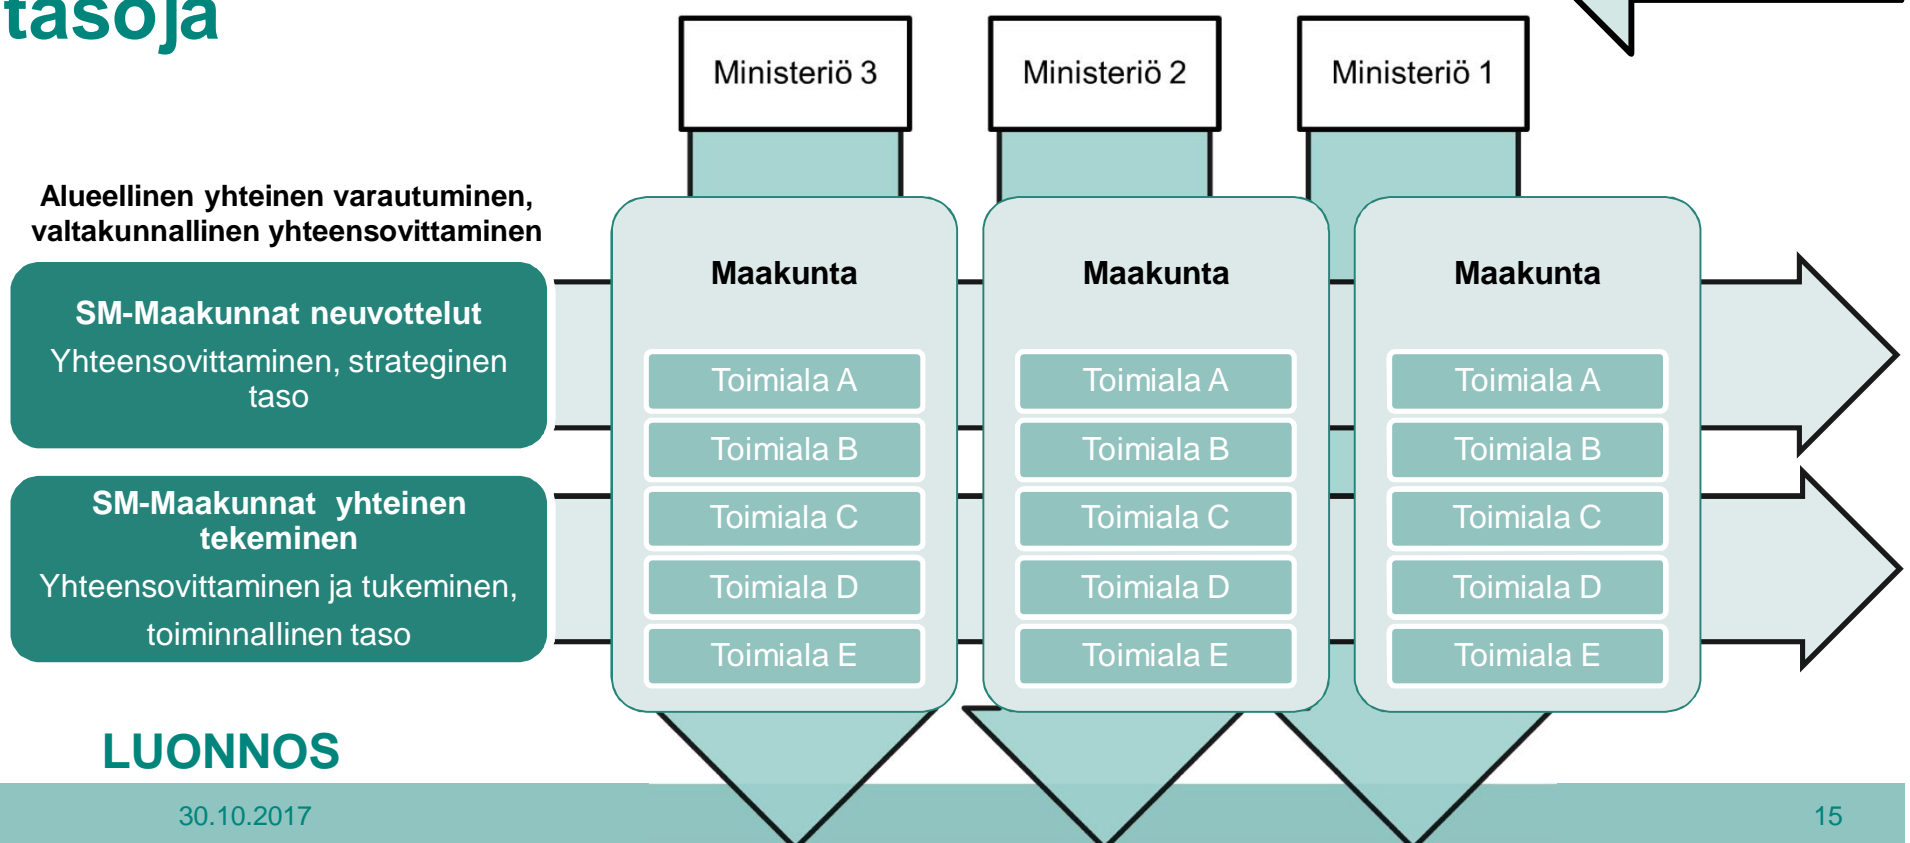 tasoja
Ministeriö 3
Ministeriö 2
Ministeriö 1
Alueellinen yhteinen varautuminen,
valtakunnallinen yhteensovittaminen
SM-Maakunnat neuvottelut
Yhteensovittaminen, strateginen
taso
SM-Maakunnat yhteinen
tekeminen
Yhteensovittaminen ja tukeminen,
toiminnallinen taso
Maakunta
Toimiala A
Toimiala B
Toimiala C
Toimiala D
Toimiala E
Maakunta
Toimiala A
Toimiala B
Toimiala C
Toimiala D
Toimiala E
Maakunta
Toimiala A
Toimiala B
Toimiala C
Toimiala D
Toimiala E
LUONNOS
30.10.2017
15